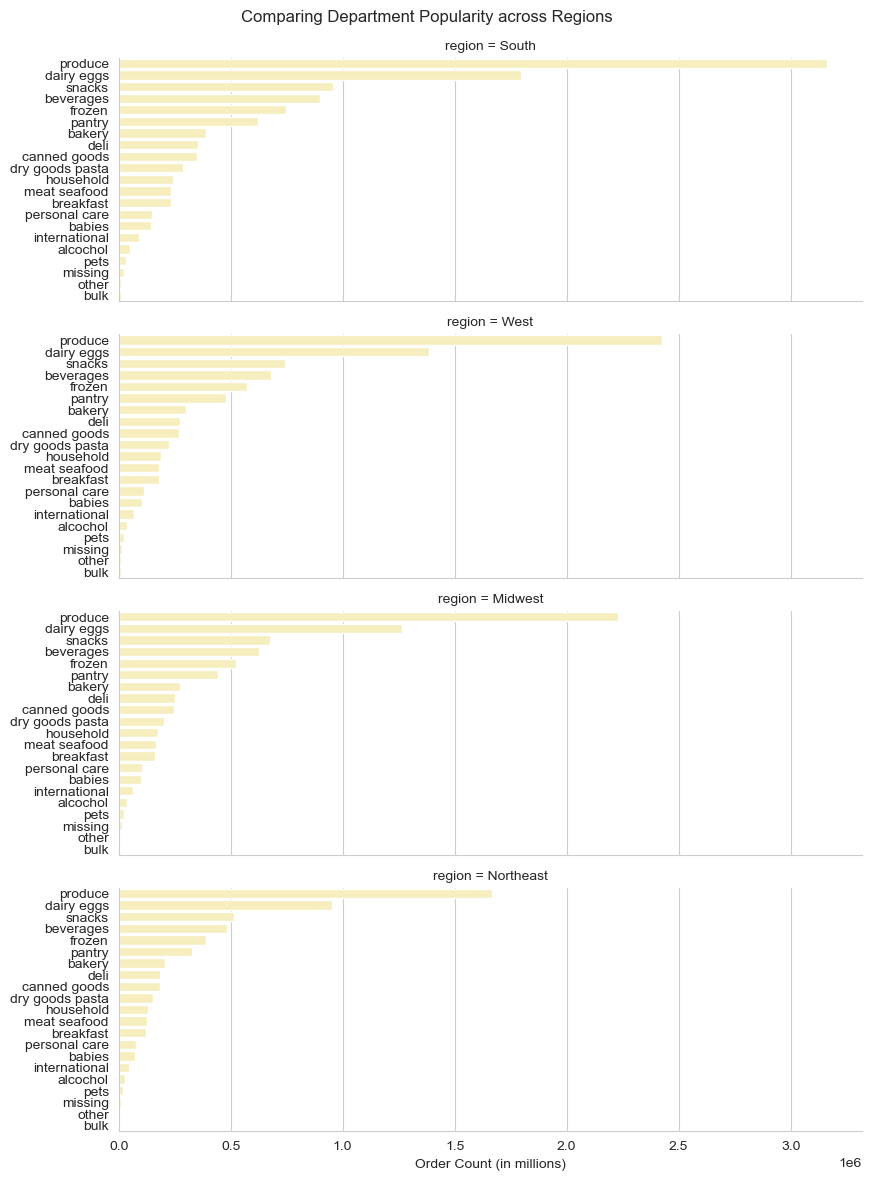 Comparing Department Popularity across Regions
region = South
produce
dairy eggs
snacks
beverages
frozen
pantry
bakery
deli
canned goods
dry goods pasta
household
meat seafood
breakfast
personal care
babies
international
alcochol
pets
missing
other
bulk
region = West
produce
dairy eggs
snacks
beverages
frozen
pantry
bakery
deli
canned goods
dry goods pasta
household
meat seafood
breakfast
personal care
babies
international
alcochol
pets
missing
other
bulk
region = Midwest
produce
dairy eggs
snacks
beverages
frozen
pantry
bakery
deli
canned goods
dry goods pasta
household
meat seafood
breakfast
personal care
babies
international
alcochol
pets
missing
other
bulk
region = Northeast
produce
dairy eggs
snacks
beverages
frozen
pantry
bakery
deli
canned goods
dry goods pasta
household
meat seafood
breakfast
personal care
babies
international
alcochol
pets
missing
other
bulk
0.0 0.5 1.0 1.5 2.0 2.5 3.0
Order Count (in millions) 1e6